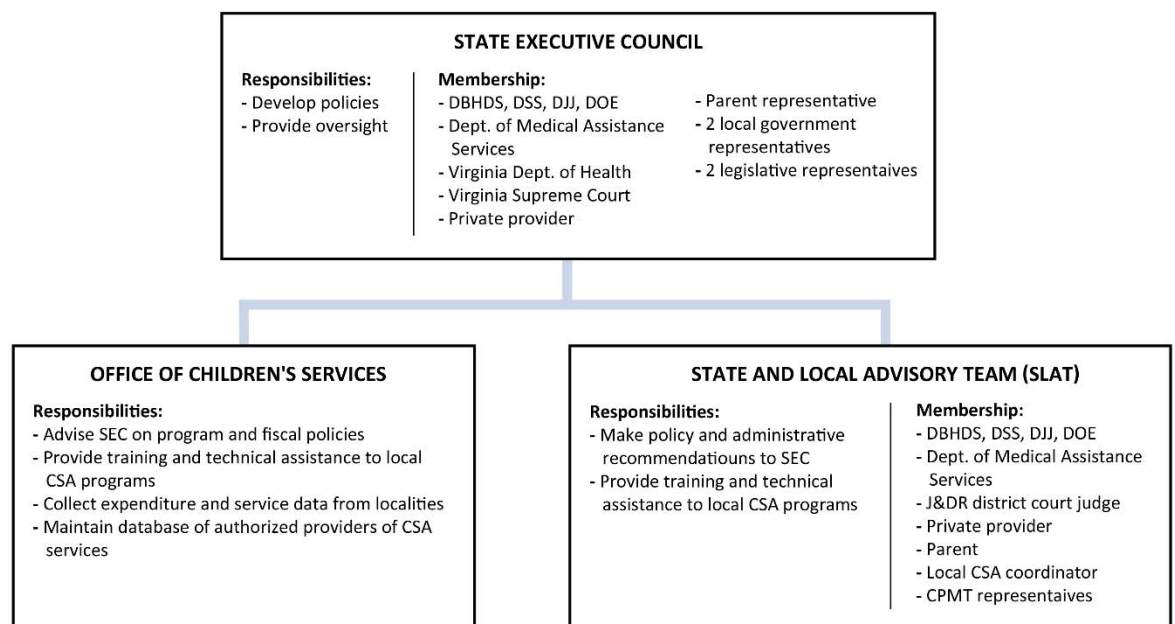 STATE EXECUTIVE COUNCIL
Responsibilities:
- Develop policies
- Provide oversight
Membership:
- DBHDS, DSS, DJJ, DOE
- Dept. of Medical Assistance
Services
- Virginia Dept. of Health
- Virginia Supreme Court
- Private provider
- Parent representative
- 2 local government
representatives
- 2 legislative representaives
OFFICE OF CHILDREN'S SERVICES
Responsibilities:
- Advise SEC on program and fiscal policies
- Provide training and technical assistance to local
CSA programs
- Collect expenditure and service data from localities
- Maintain database of authorized providers of CSA
services
STATE AND LOCAL ADVISORY TEAM (SLAT)
Responsibilities:
- Make policy and administrative
recommendatiouns to SEC
- Provide training and technical
assistance to local CSA programs
Membership:
- DBHDS, DSS, DJJ, DOE
- Dept. of Medical Assistance
Services
- J&DR district court judge
- Private provider
- Parent
- Local CSA coordinator
- CPMT representaives